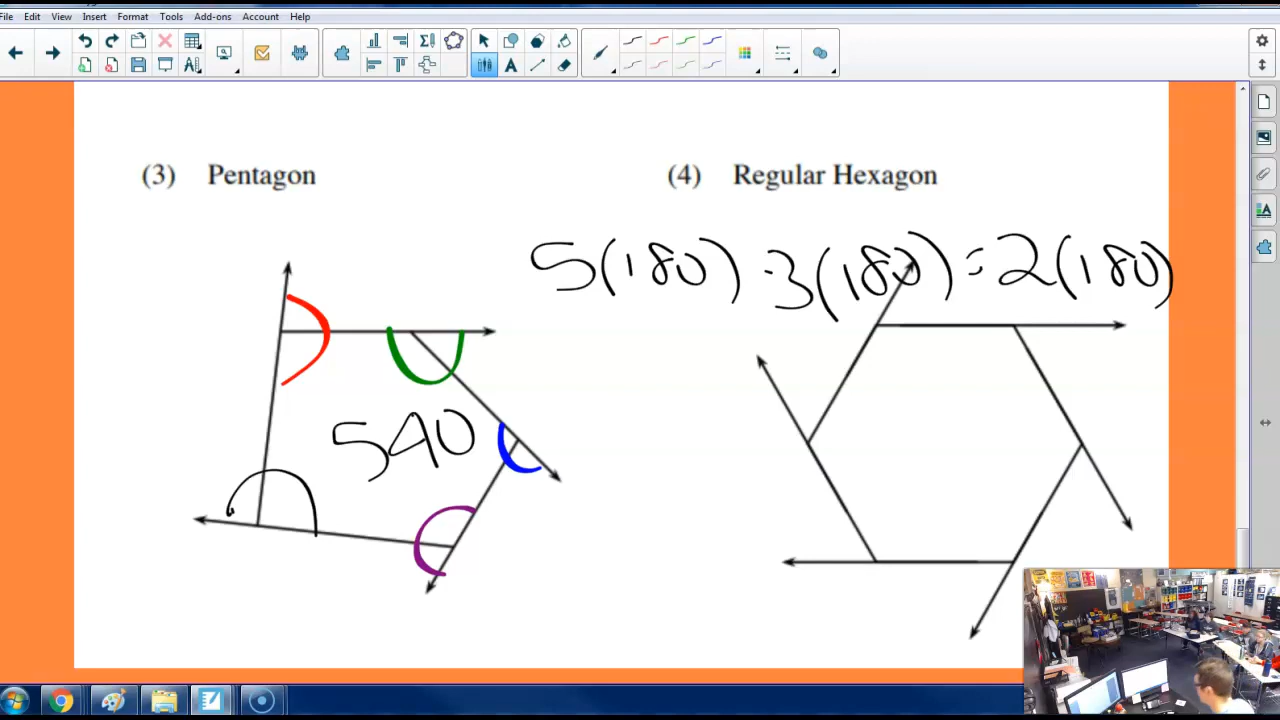 File Edit View Insert Format Tools Add-ons Account Help
(3) Pentagon
(4) Regular Hexagon
5(180) - 3(180) = 2(180)
540